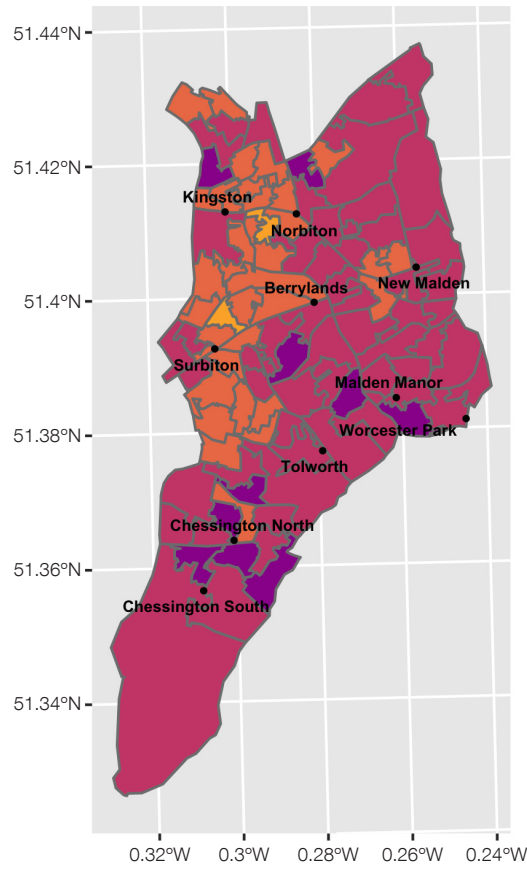 51.44°N
51.42°N
Kingston
Norbiton
51.4°N
Berrylands
New Malden
Surbiton
Malden Manor
51.38°N
Worcester Park
Tolworth
Chessington North
51.36°N
Chessington South
51.34°N
0.32°W 0.3°W 0.28°W 0.26°W 0.24°W